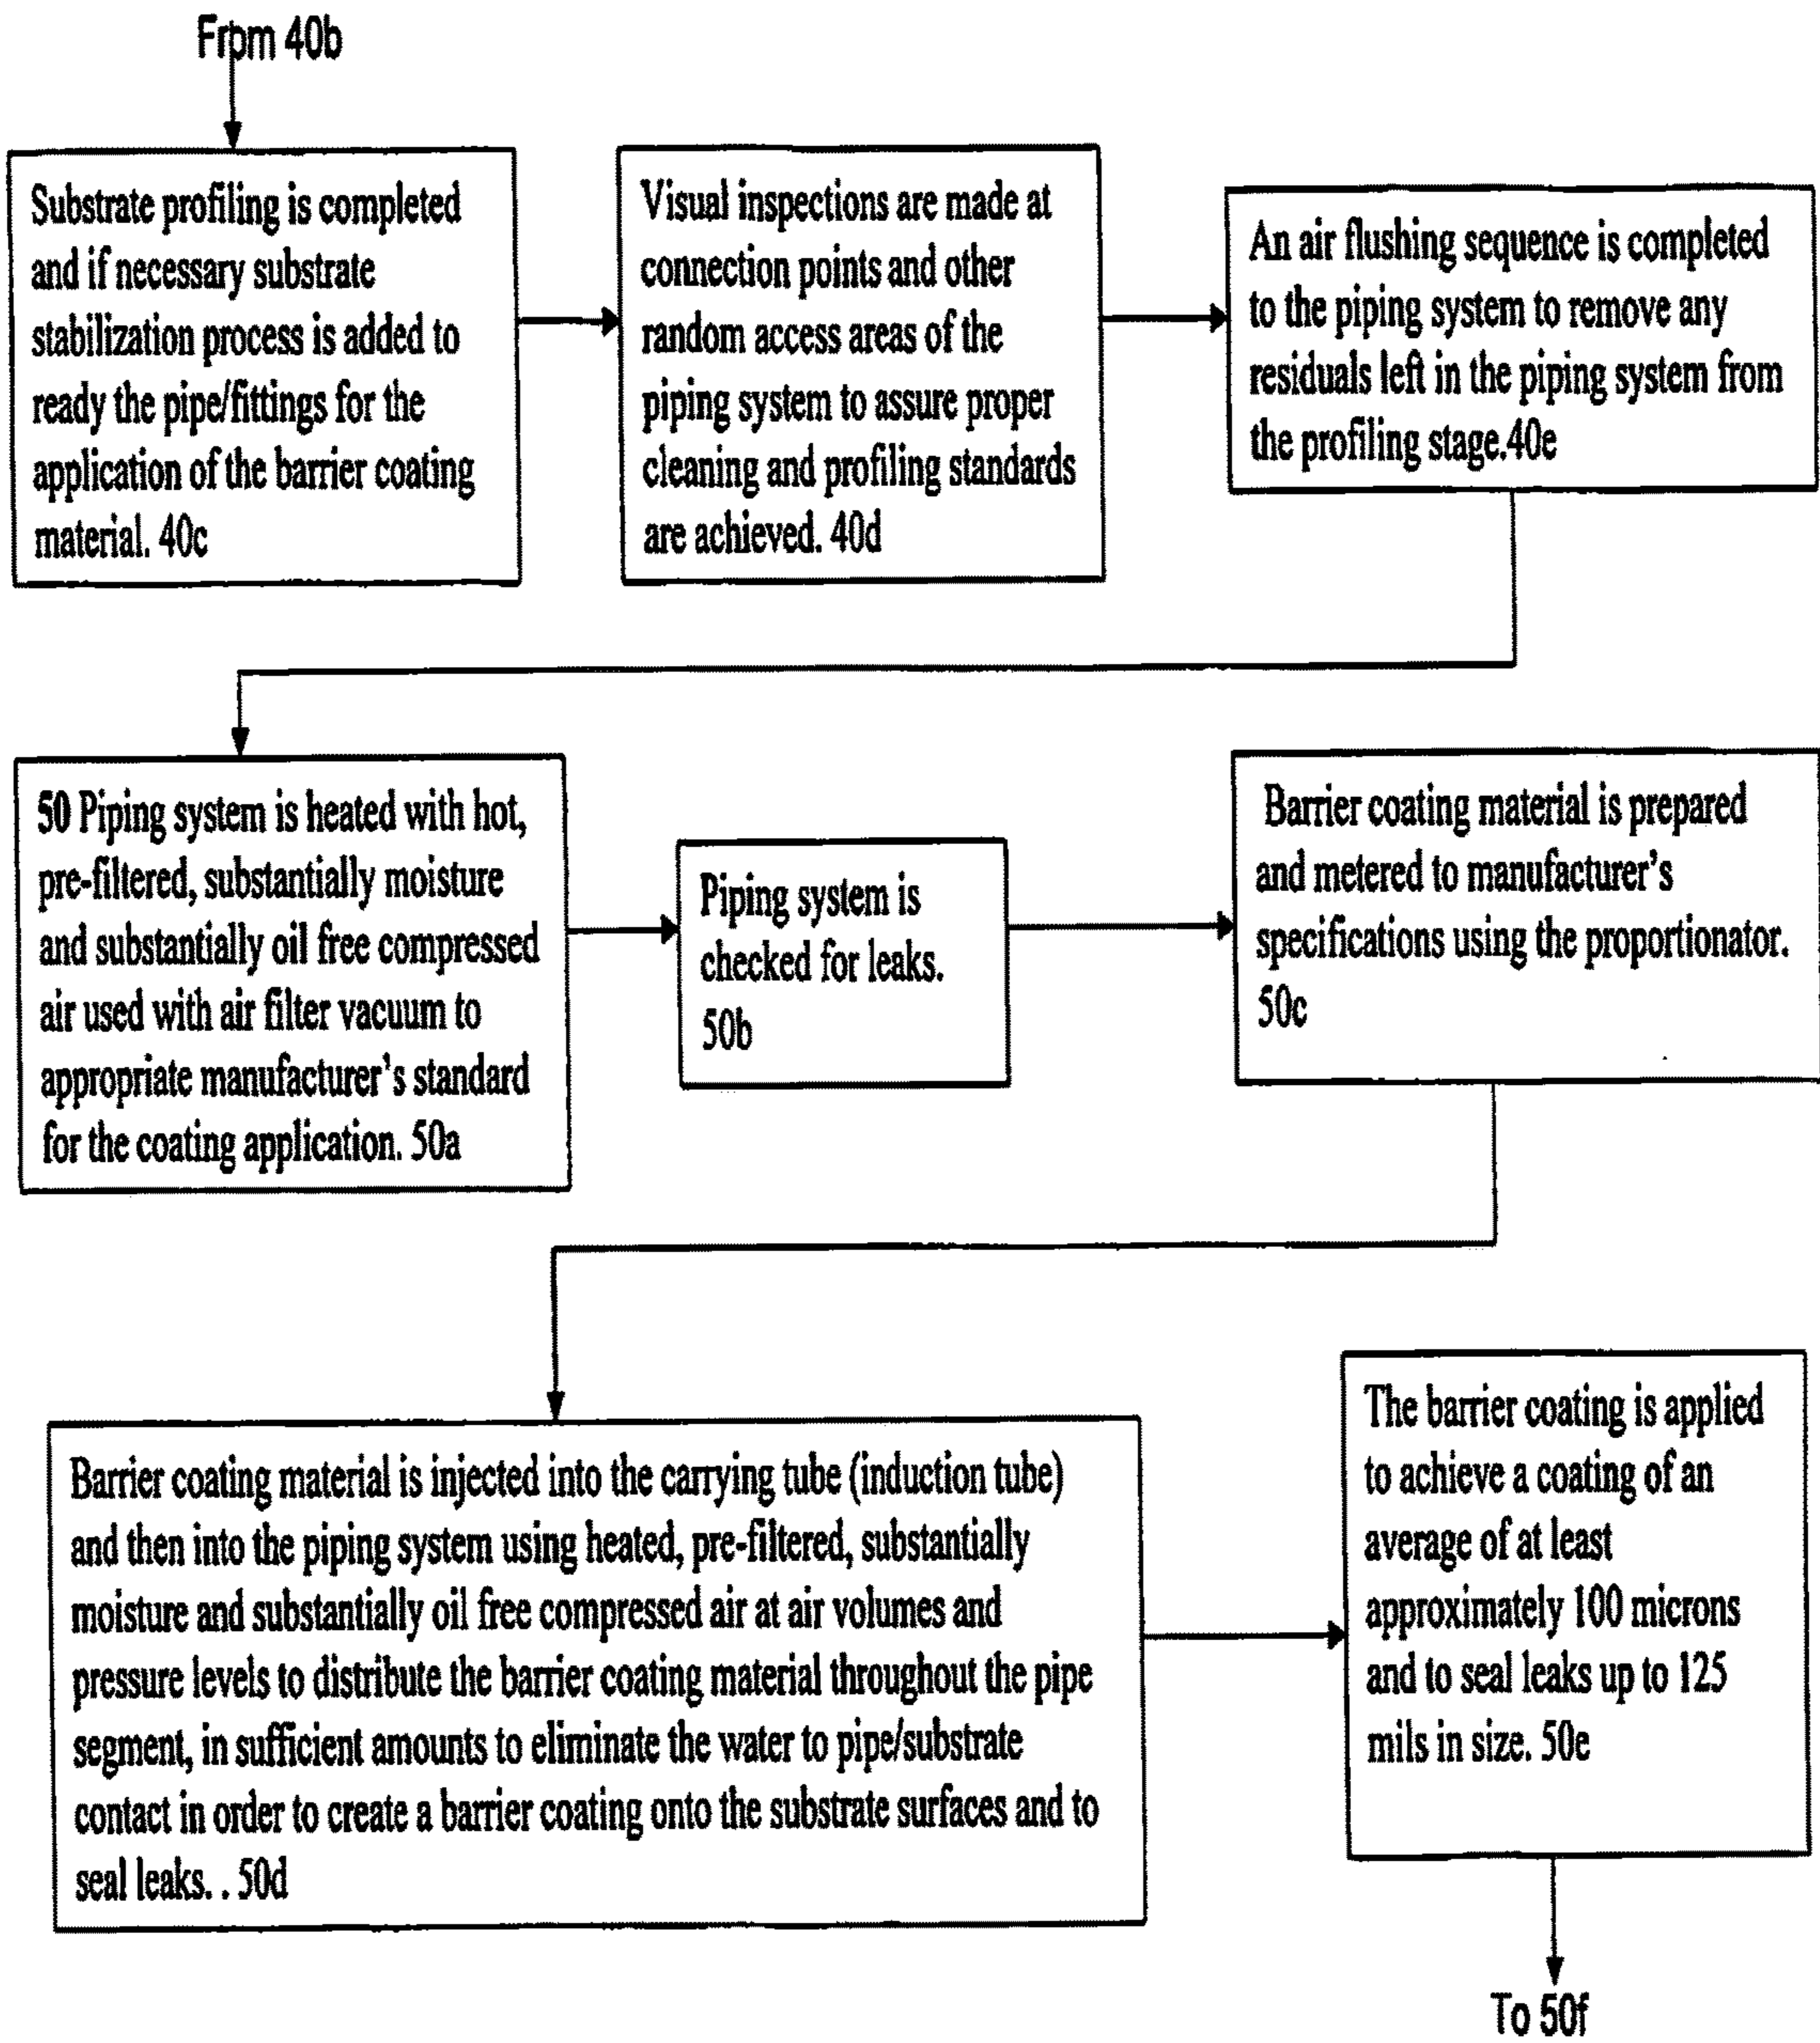 From 40b
Substrate profiling is completed
and if necessary substrate
stabilization process is added to
ready the pipe/fittings for the
application of the barrier coating
material. 40c
Visual inspections are made at
connection points and other
random access areas of the
piping system to assure proper
cleaning and profiling standards
are achieved. 40d
An air flushing sequence is completed
to the piping system to remove any
residuals left in the piping system from
the profiling stage.40e
50 Piping system is heated with hot,
pre-filtered, substantially moisture
and substantially oil free compressed
air used with air filter vacuum to
appropriate manufacturer's standard
for the coating application. 50a
Piping system is
checked for leaks.
50b
Barrier coating material is prepared
and metered to manufacturer's
specifications using the proportionator.
50c
Barrier coating material is injected into the carrying tube (induction tube)
and then into the piping system using heated, pre-filtered, substantially
moisture and substantially oil free compressed air at air volumes and
pressure levels to distribute the barrier coating material throughout the pipe
segment, in sufficient amounts to eliminate the water to pipe/substrate
contact in order to create a barrier coating onto the substrate surfaces and to
seal leaks. . 50d
The barrier coating is applied
to achieve a coating of an
average of at least
approximately 100 microns
and to seal leaks up to 125
mils in size. 50e
To 50f